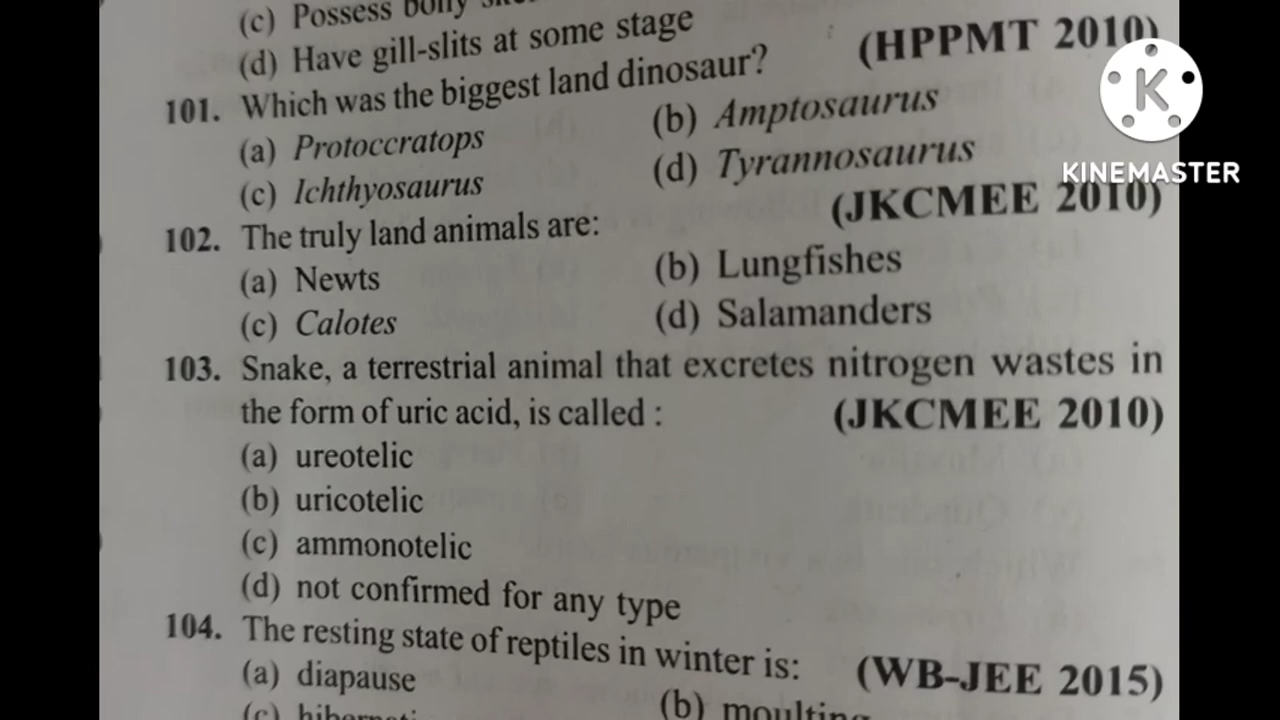 (c) Possess bony
(d) Have gill-slits at some stage
(HPPMT 2010)
101. Which was the biggest land dinosaur?
(a) Protoccratops
(b) Amptosaurus
(c) Ichthyosaurus
(d) Tyrannosaurus
(JKCMEE 2010)
102. The truly land animals are:
(a) Newts
(b) Lungfishes
(c) Calotes
(d) Salamanders
103. Snake, a terrestrial animal that excretes nitrogen wastes in
the form of uric acid, is called :
(JKCMEE 2010)
(a) ureotelic
(b) uricotelic
(c) ammonotelic
(d) not confirmed for any type
104. The resting state of reptiles in winter is:
(WB-JEE 2015)
(a) diapause
(b) moulting
(c)
K
KINEMASTER